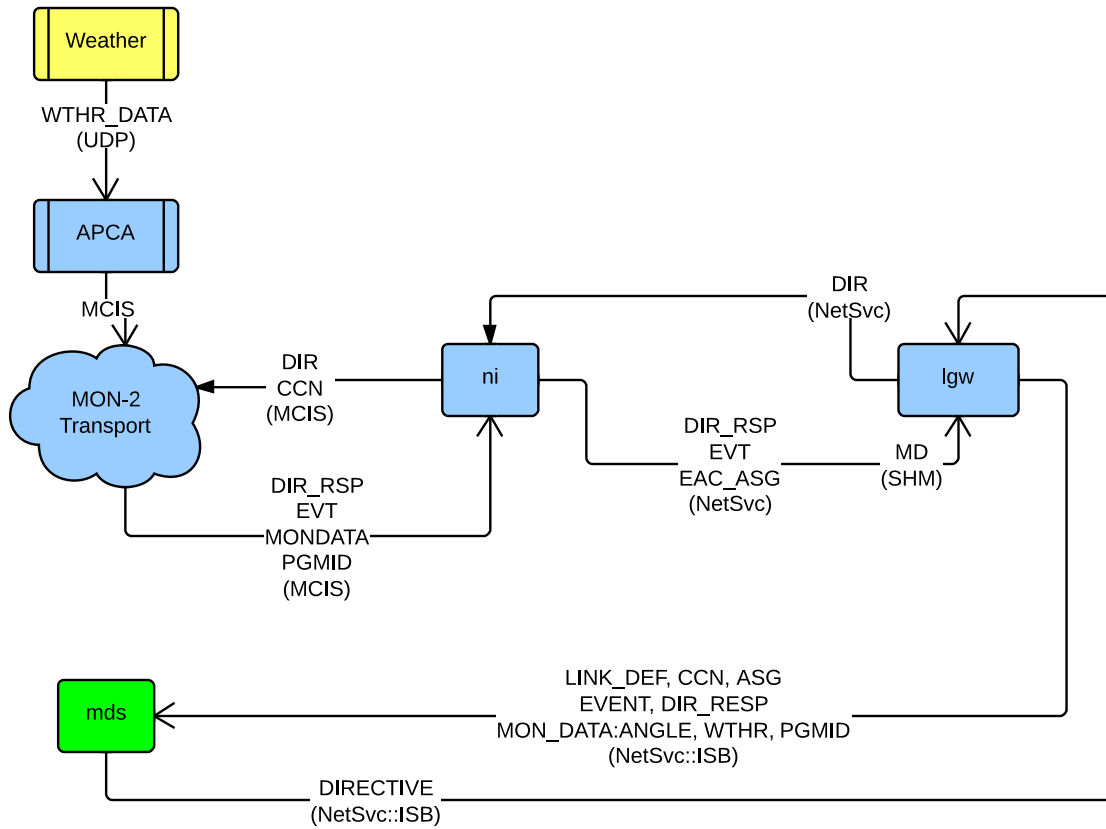 Weather
WTHR_DATA
(UDP)
APCA
MCIS
MON-2
Transport
DIR
CCN
(MCIS)
ni
DIR
(NetSvc)
lgw
DIR_RSP
EVT
EAC_ASG
(NetSvc)
MD
(SHM)
DIR_RSP
EVT
MONDATA
PGMID
(MCIS)
mds
LINK_DEF, CCN, ASG
EVENT, DIR_RESP
MON_DATA:ANGLE, WTHR, PGMID
(NetSvc::ISB)
DIRECTIVE
(NetSvc::ISB)